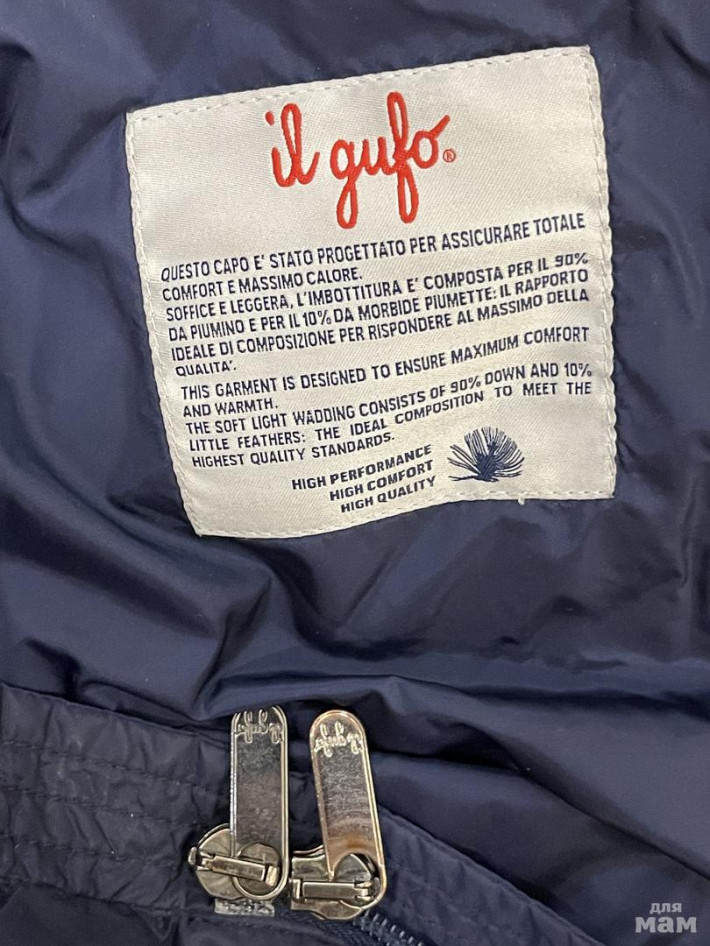 il gufo®
QUESTO CAPO E' STATO PROGETTATO PER ASSICURARE TOTALE
COMFORT E MASSIMO CALORE.
SOFFICE E LEGGERA, L'IMBOTTITURA E' COMPOSTA PER IL 90%
DA PIUMINO E PER IL 10% DA MORBIDE PIUMETTE: IL RAPPORTO
IDEALE DI COMPOSIZIONE PER RISPONDERE AL MASSIMO DELLA
QUALITA'.
THIS GARMENT IS DESIGNED TO ENSURE MAXIMUM COMFORT
AND WARMTH.
THE SOFT LIGHT WADDING CONSISTS OF 90% DOWN AND 10%
LITTLE FEATHERS: THE IDEAL COMPOSITION TO MEET THE
HIGHEST QUALITY STANDARDS.
HIGH PERFORMANCE
HIGH COMFORT
HIGH QUALITY
il gufo
il gufo
для
мам